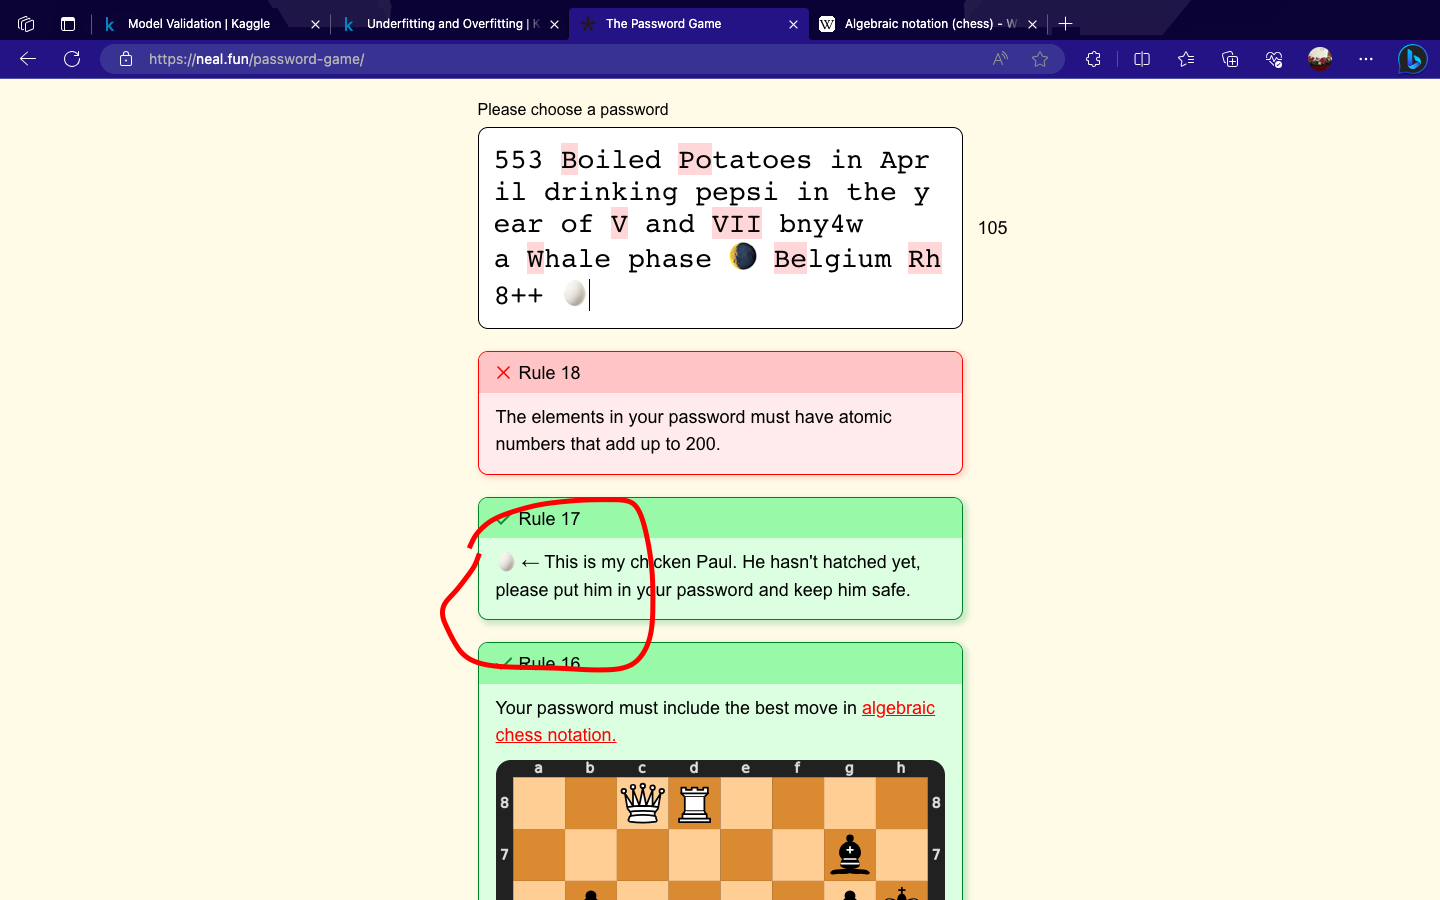 Model Validation | Kaggle
Underfitting and Overfitting | K
The Password Game
Algebraic notation (chess) - W
https://neal.fun/password-game/
Please choose a password
553 Boiled Potatoes in Apr
il drinking pepsi in the y
ear of V and VII bny4w
a Whale phase 🌘 Belgium Rh
8++ 🥚
105
Rule 18
The elements in your password must have atomic
numbers that add up to 200.
Rule 17
🥚 ← This is my chicken Paul. He hasn't hatched yet,
please put him in your password and keep him safe.
Rule 16
Your password must include the best move in algebraic
chess notation.
a b c d e f g h
8 8
7 7